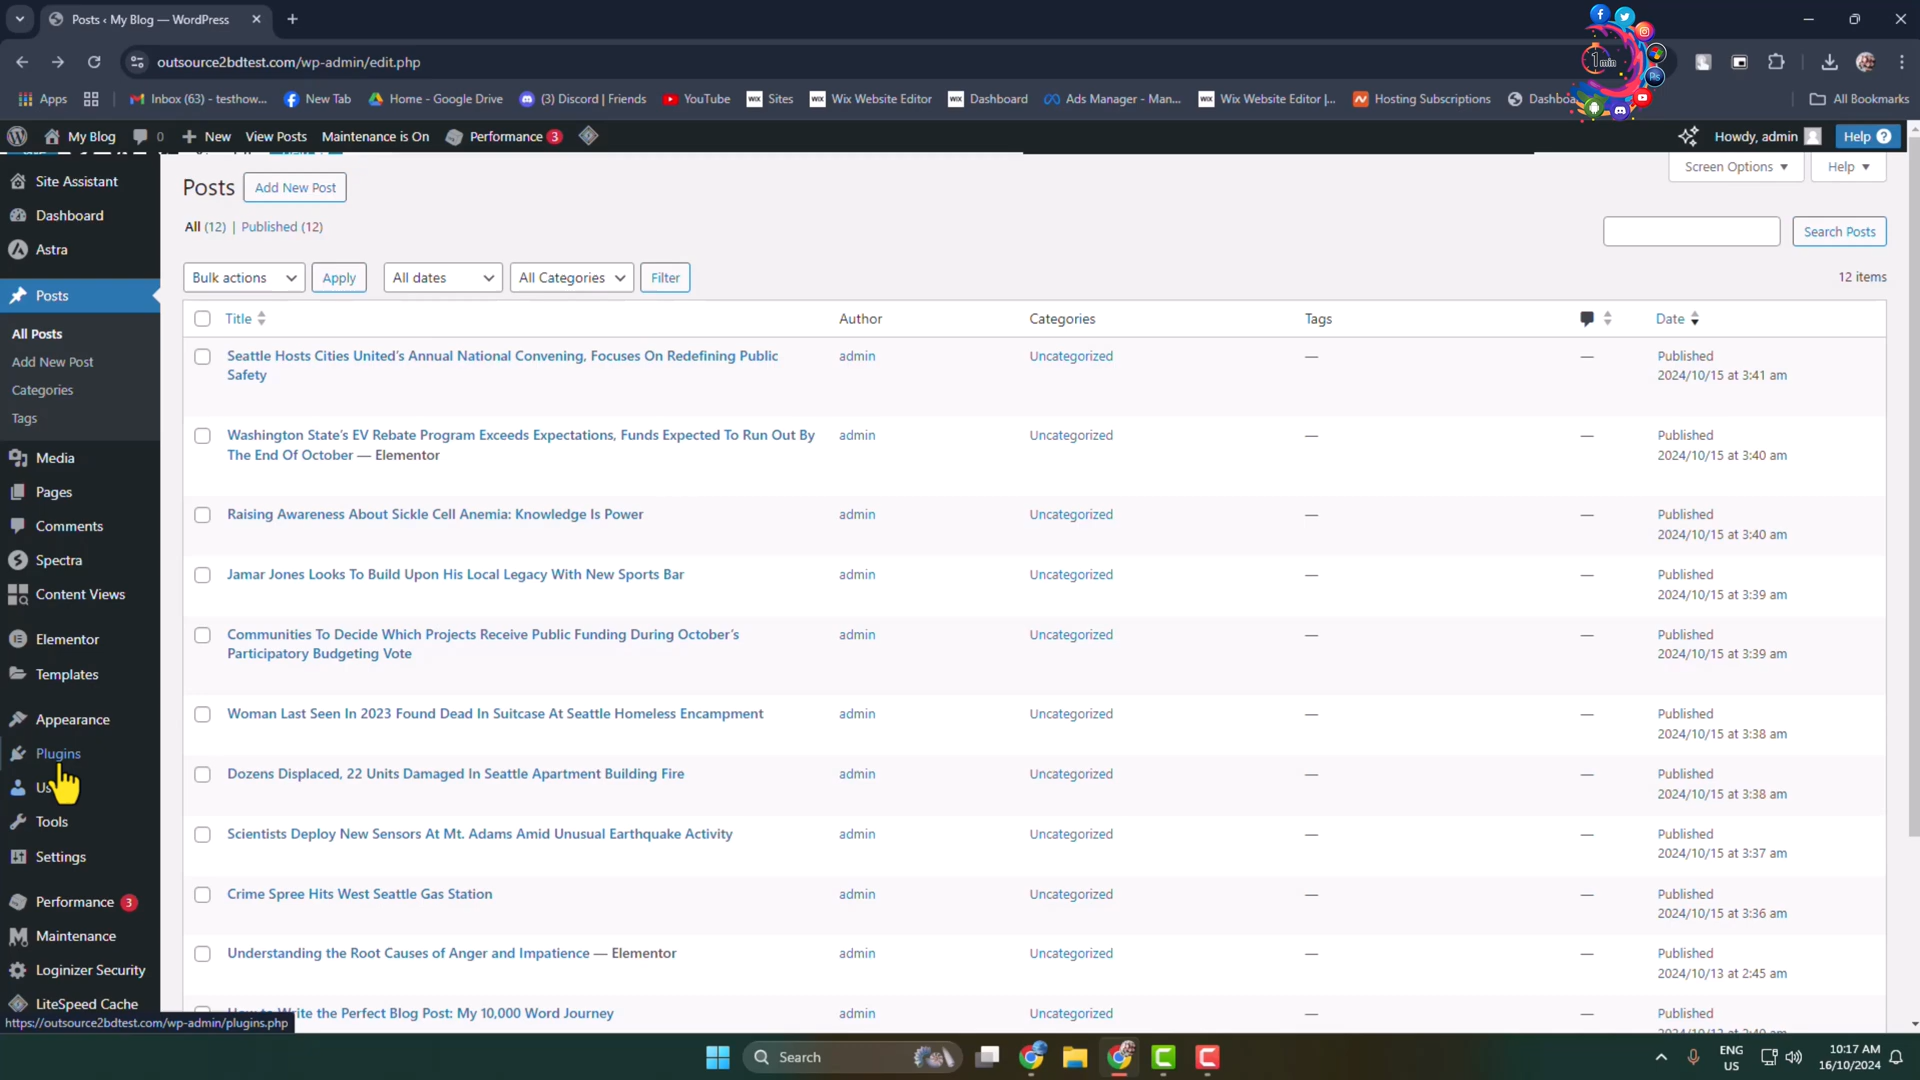 Posts ‹ My Blog — WordPress
outsource2bdtest.com/wp-admin/edit.php
1 min
Ps
Apps
Inbox (63) - testhow...
New Tab
Home - Google Drive
(3) Discord | Friends
YouTube
WIX Sites
WIX Wix Website Editor
WIX Dashboard
Ads Manager - Man...
WIX Wix Website Editor |...
Hosting Subscriptions
All Bookmarks
My Blog
0
New
View Posts
Maintenance is On
Performance 3
Howdy, admin
Help
Site Assistant
Dashboard
Astra
Posts
All Posts
Add New Post
Categories
Tags
Media
Pages
Comments
Spectra
Content Views
Elementor
Templates
Appearance
Plugins
Tools
Settings
Performance 3
Maintenance
Loginizer Security
LiteSpeed Cache
https://outsource2bdtest.com/wp-admin/plugins.php
Posts
Add New Post
Screen Options
Help
All (12) | Published (12)
Search Posts
Bulk actions
Apply
All dates
All Categories
Filter
12 items
Title Author Categories Tags Date
Seattle Hosts Cities United's Annual National Convening, Focuses On Redefining Public admin Uncategorized — — Published
Safety 2024/10/15 at 3:41 am
Washington State's EV Rebate Program Exceeds Expectations, Funds Expected To Run Out By admin Uncategorized — — Published
The End Of October — Elementor 2024/10/15 at 3:40 am
Raising Awareness About Sickle Cell Anemia: Knowledge Is Power admin Uncategorized — — Published
2024/10/15 at 3:40 am
Jamar Jones Looks To Build Upon His Local Legacy With New Sports Bar admin Uncategorized — — Published
2024/10/15 at 3:39 am
Communities To Decide Which Projects Receive Public Funding During October's admin Uncategorized — — Published
Participatory Budgeting Vote 2024/10/15 at 3:39 am
Woman Last Seen In 2023 Found Dead In Suitcase At Seattle Homeless Encampment admin Uncategorized — — Published
2024/10/15 at 3:38 am
Dozens Displaced, 22 Units Damaged In Seattle Apartment Building Fire admin Uncategorized — — Published
2024/10/15 at 3:38 am
Scientists Deploy New Sensors At Mt. Adams Amid Unusual Earthquake Activity admin Uncategorized — — Published
2024/10/15 at 3:37 am
Crime Spree Hits West Seattle Gas Station admin Uncategorized — — Published
2024/10/15 at 3:36 am
Understanding the Root Causes of Anger and Impatience — Elementor admin Uncategorized — — Published
2024/10/13 at 2:45 am
the Perfect Blog Post: My 10,000 Word Journey admin Uncategorized — — Published
Search
ENG
US
10:17 AM
16/10/2024